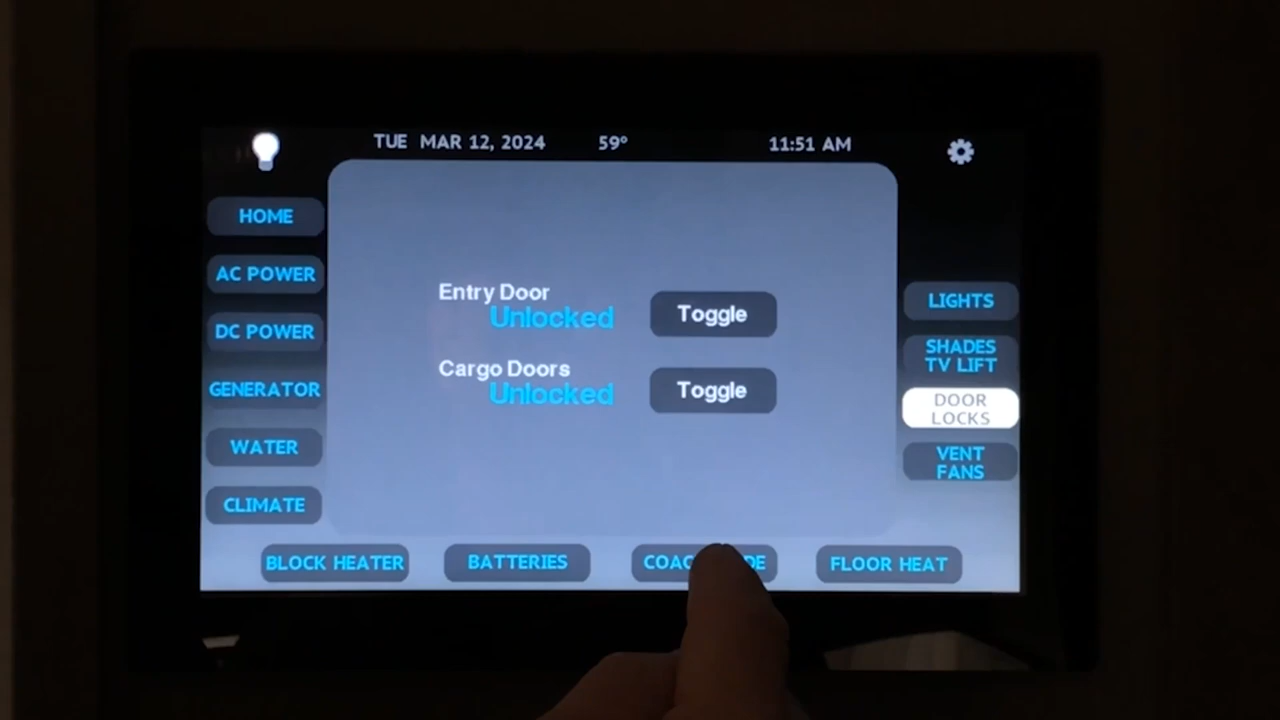 TUE MAR 12, 2024 59° 11:51 AM
HOME
AC POWER
DC POWER
GENERATOR
WATER
CLIMATE
Entry Door
Unlocked
Toggle
Cargo Doors
Unlocked
Toggle
LIGHTS
SHADES
TV LIFT
DOOR
LOCKS
VENT
FANS
BLOCK HEATER
BATTERIES
FLOOR HEAT